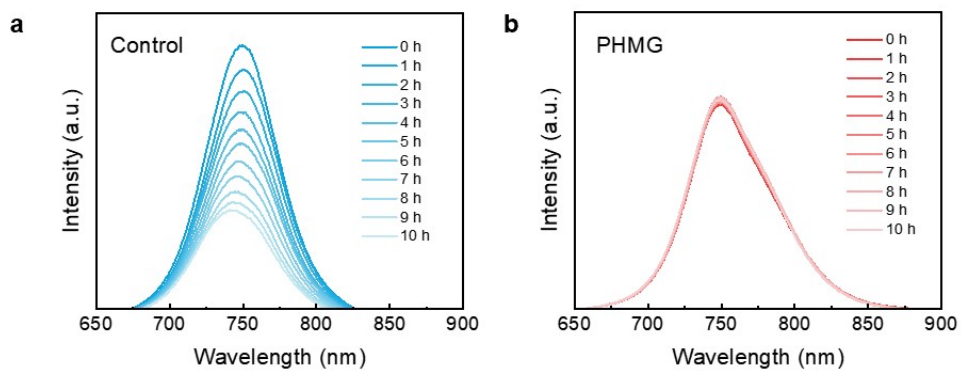 a
Control
0 h
1 h
2 h
3 h
4 h
5 h
6 h
7 h
8 h
9 h
10 h
Intensity (a.u.)
650 700 750 800 850 900
Wavelength (nm)
b
PHMG
0 h
1 h
2 h
3 h
4 h
5 h
6 h
7 h
8 h
9 h
10 h
Intensity (a.u.)
650 700 750 800 850 900
Wavelength (nm)